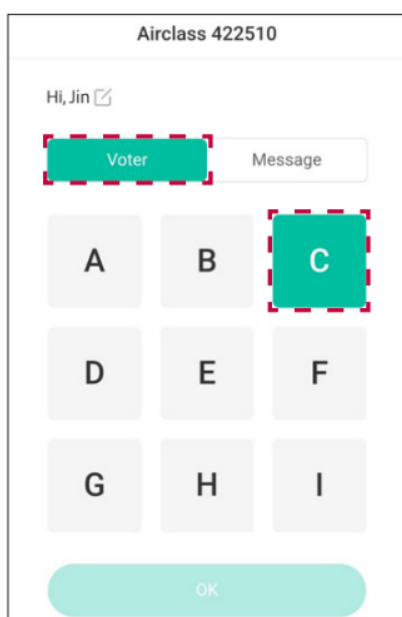 Airclass 422510
Hi, Jin
Voter Message
A B C
D E F
G H I
OK